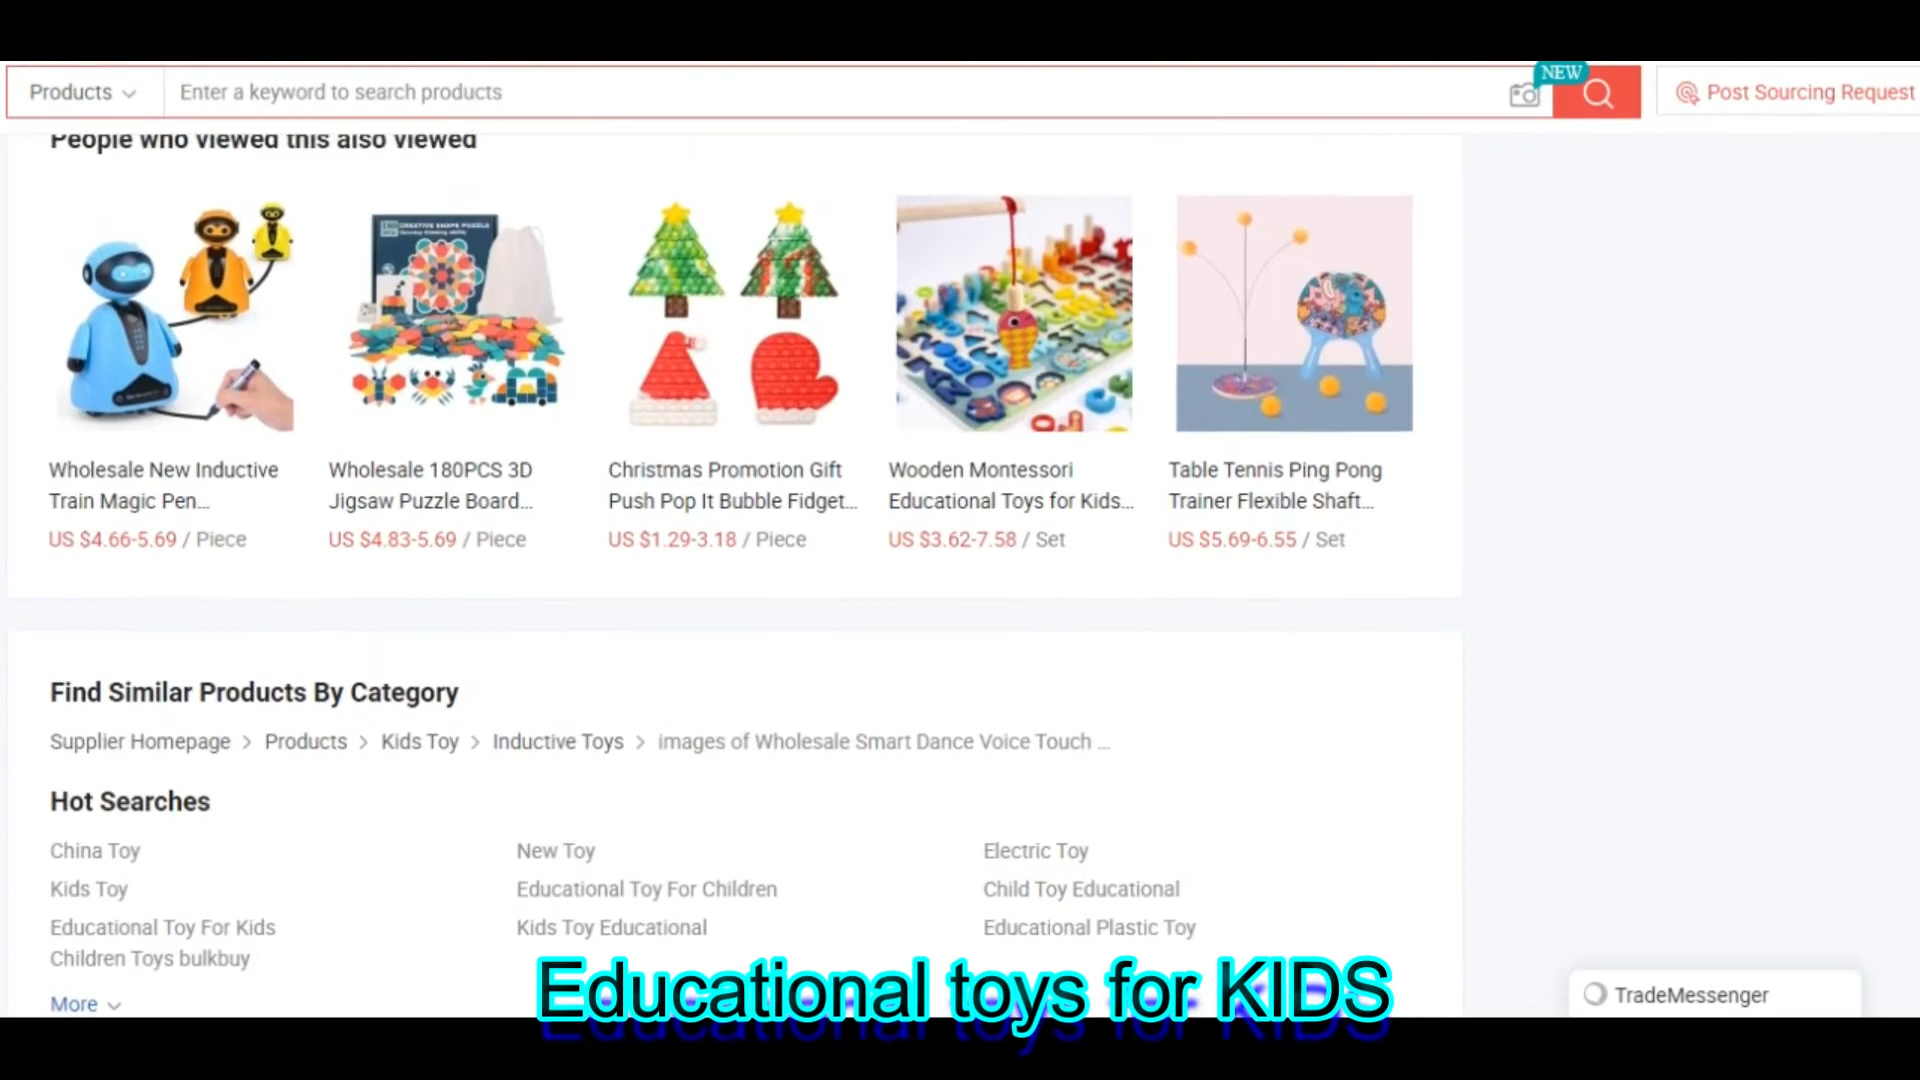 Products
Enter a keyword to search products
NEW
Post Sourcing Request
People who viewed this also viewed
CREATIVE SHAPE PUZZLE
Wholesale New Inductive
Train Magic Pen...
US $4.66-5.69 / Piece
Wholesale 180PCS 3D
Jigsaw Puzzle Board...
US $4.83-5.69 / Piece
Christmas Promotion Gift
Push Pop It Bubble Fidget...
US $1.29-3.18 / Piece
Wooden Montessori
Educational Toys for Kids...
US $3.62-7.58 / Set
Table Tennis Ping Pong
Trainer Flexible Shaft...
US $5.69-6.55 / Set
Find Similar Products By Category
Supplier Homepage > Products > Kids Toy > Inductive Toys > images of Wholesale Smart Dance Voice Touch ...
Hot Searches
China Toy
New Toy
Electric Toy
Kids Toy
Educational Toy For Children
Child Toy Educational
Educational Toy For Kids
Kids Toy Educational
Educational Plastic Toy
Children Toys bulkbuy
More
Educational toys for KIDS
TradeMessenger